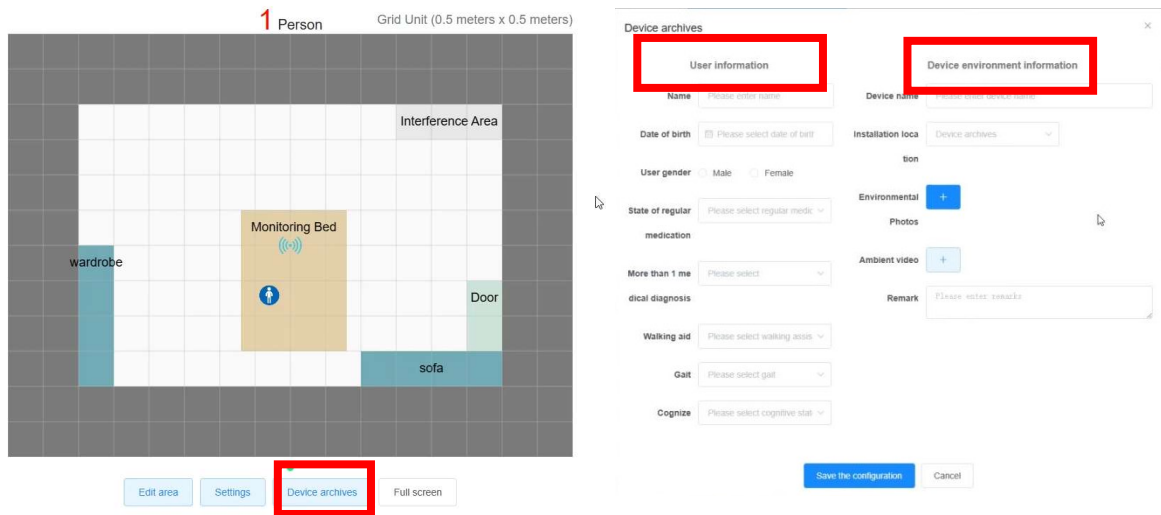 1 Person
Grid Unit (0.5 meters x 0.5 meters)
Interference Area
Monitoring Bed
wardrobe
Door
sofa
Edit area
Settings
Device archives
Full screen
Device archives
User information
Name
Please enter name
Date of birth
Please select date of birt
User gender
Male
Female
State of regular
medication
Please select regular medic
More than 1 me
dical diagnosis
Please select
Walking aid
Please select walking assis
Gait
Please select gait
Cognize
Please select cognitive stat
Device environment information
Device name
Please enter device name
Installation loca
tion
Device archives
Environmental
Photos
+
Ambient video
+
Remark
Please enter remarks
Save the configuration
Cancel